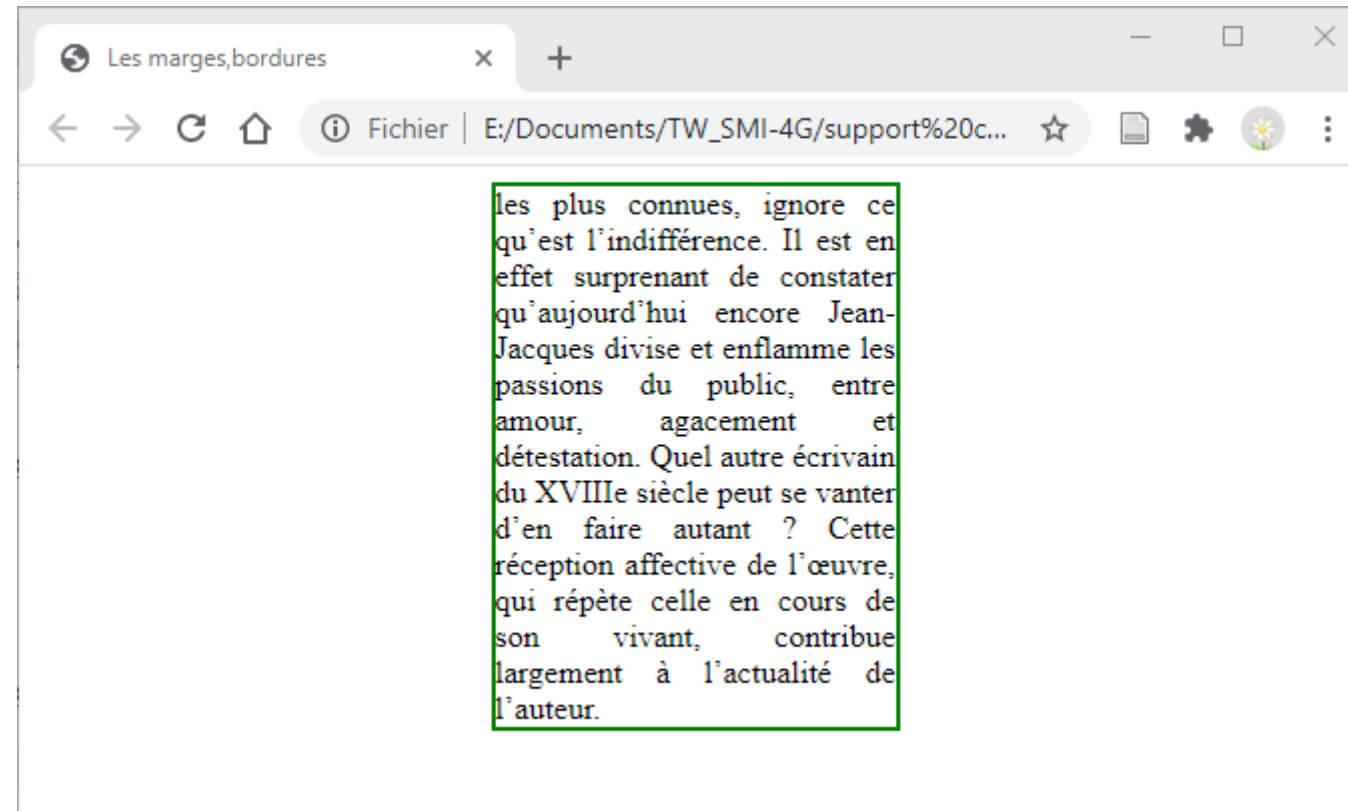 Les marges,bordures
Fichier | E:/Documents/TW_SMI-4G/support%20c...
les plus connues, ignore ce
qu’est l’indifférence. Il est en
effet surprenant de constater
qu’aujourd’hui encore Jean-
Jacques divise et enflamme les
passions du public, entre
amour, agacement et
détestation. Quel autre écrivain
du XVIIIe siècle peut se vanter
d’en faire autant ? Cette
réception affective de l’œuvre,
qui répète celle en cours de
son vivant, contribue
largement à l’actualité de
l’auteur.